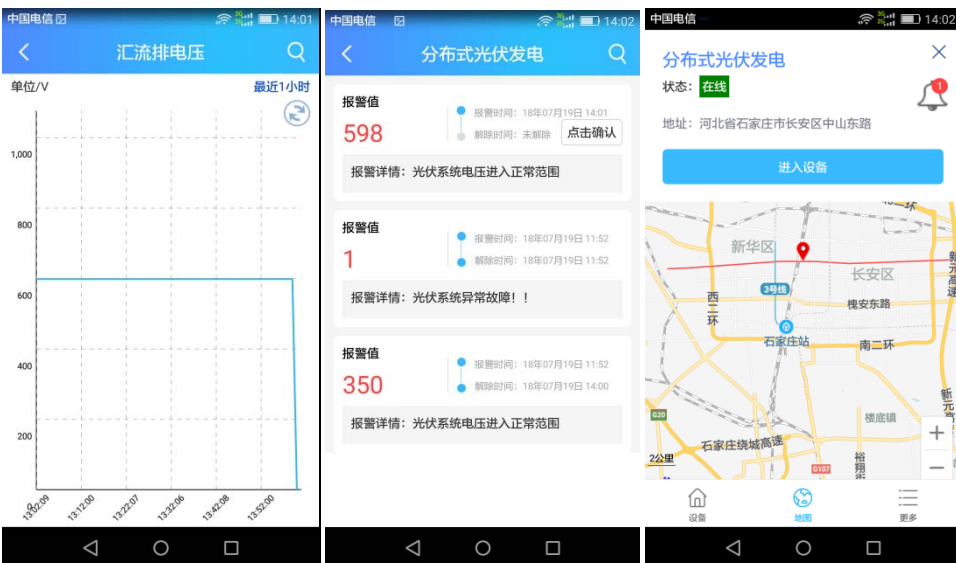 中国电信
14:01
汇流排电压
单位/V
最近1小时
1,000
800
600
400
200
0
13:02:09
13:12:00
13:22:07
13:32:06
13:42:08
13:52:00
中国电信
14:02
分布式光伏发电
报警值
598
报警时间：18年07月19日 14:01
解除时间：未解除
点击确认
报警详情：光伏系统电压进入正常范围
报警值
1
报警时间：18年07月19日 11:52
解除时间：18年07月19日 11:52
报警详情：光伏系统异常故障！！
报警值
350
报警时间：18年07月19日 11:52
解除时间：18年07月19日 14:00
报警详情：光伏系统电压进入正常范围
中国电信
14:02
分布式光伏发电
状态：在线
地址：河北省石家庄市长安区中山东路
进入设备
新华区
长安区
新元高速
3号线
西二环
槐安东路
石家庄站
南二环
新元高
G20
楼底镇
石家庄绕城高速
2公里
G107
裕翔街
设备
地图
更多